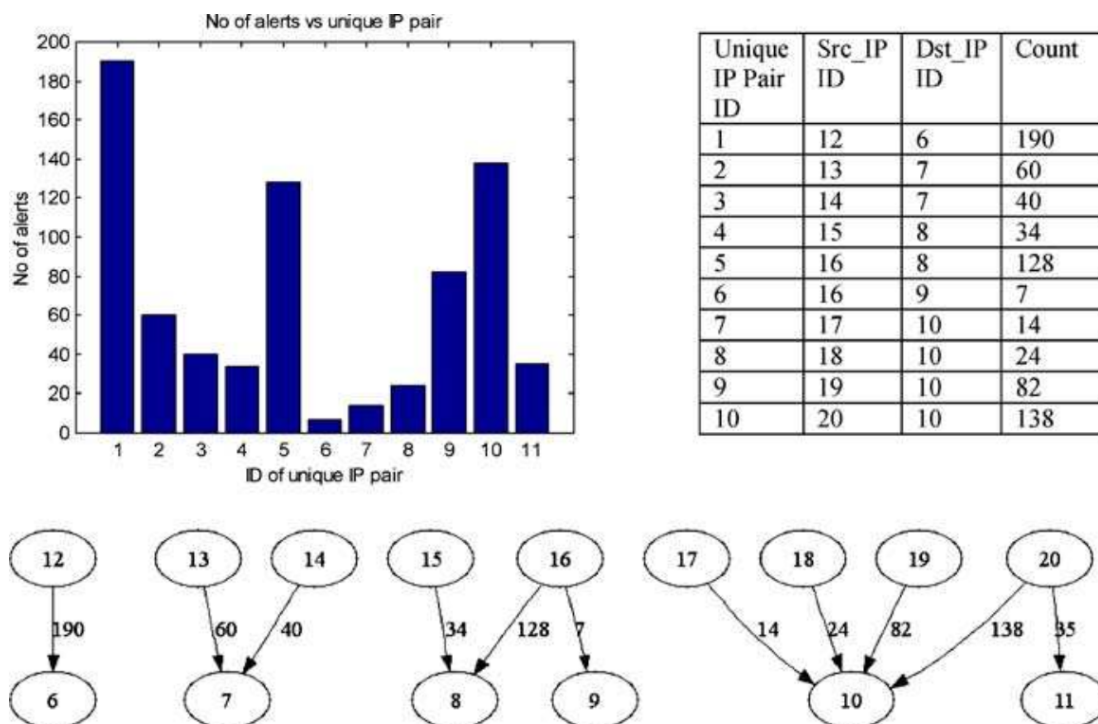 No of alerts vs unique IP pair
200
180
160
140
120
100
80
60
40
20
0
No of alerts
1 2 3 4 5 6 7 8 9 10 11
ID of unique IP pair
Unique IP Pair ID Src_IP ID Dst_IP ID Count
1 12 6 190
2 13 7 60
3 14 7 40
4 15 8 34
5 16 8 128
6 16 9 7
7 17 10 14
8 18 10 24
9 19 10 82
10 20 10 138
12 13 14 15 16 17 18 19 20
190 60 40 34 128 7 14 24 82 138 35
6 7 8 9 10 11